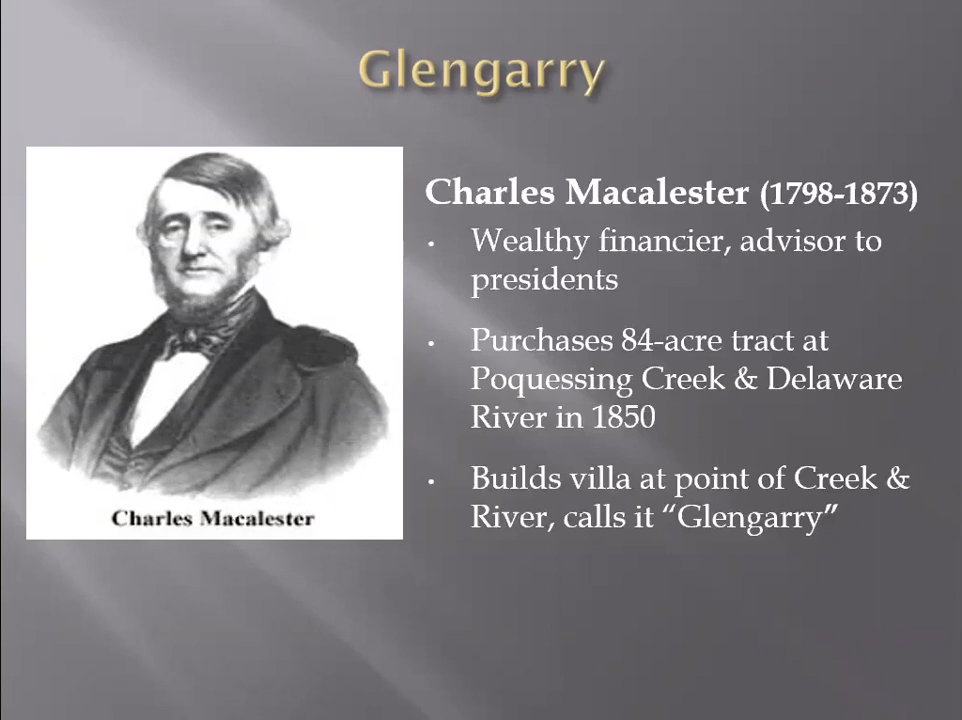 Glengarry
Charles Macalester (1798-1873)
• Wealthy financier, advisor to
presidents
• Purchases 84-acre tract at
Poquessing Creek & Delaware
River in 1850
• Builds villa at point of Creek &
River, calls it “Glengarry”
Charles Macalester